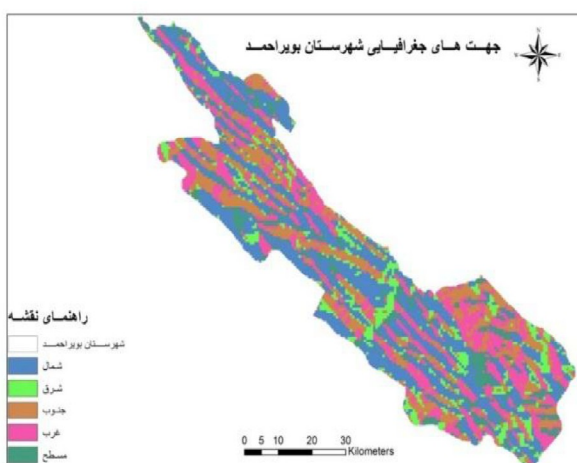 جهت های جغرافیایی شهرستان بویراحمد
N
راهنمای نقشه
شهرستان بویراحمد
شمال
شرق
جنوب
غرب
مسطح
0 5 10 20 30
Kilometers